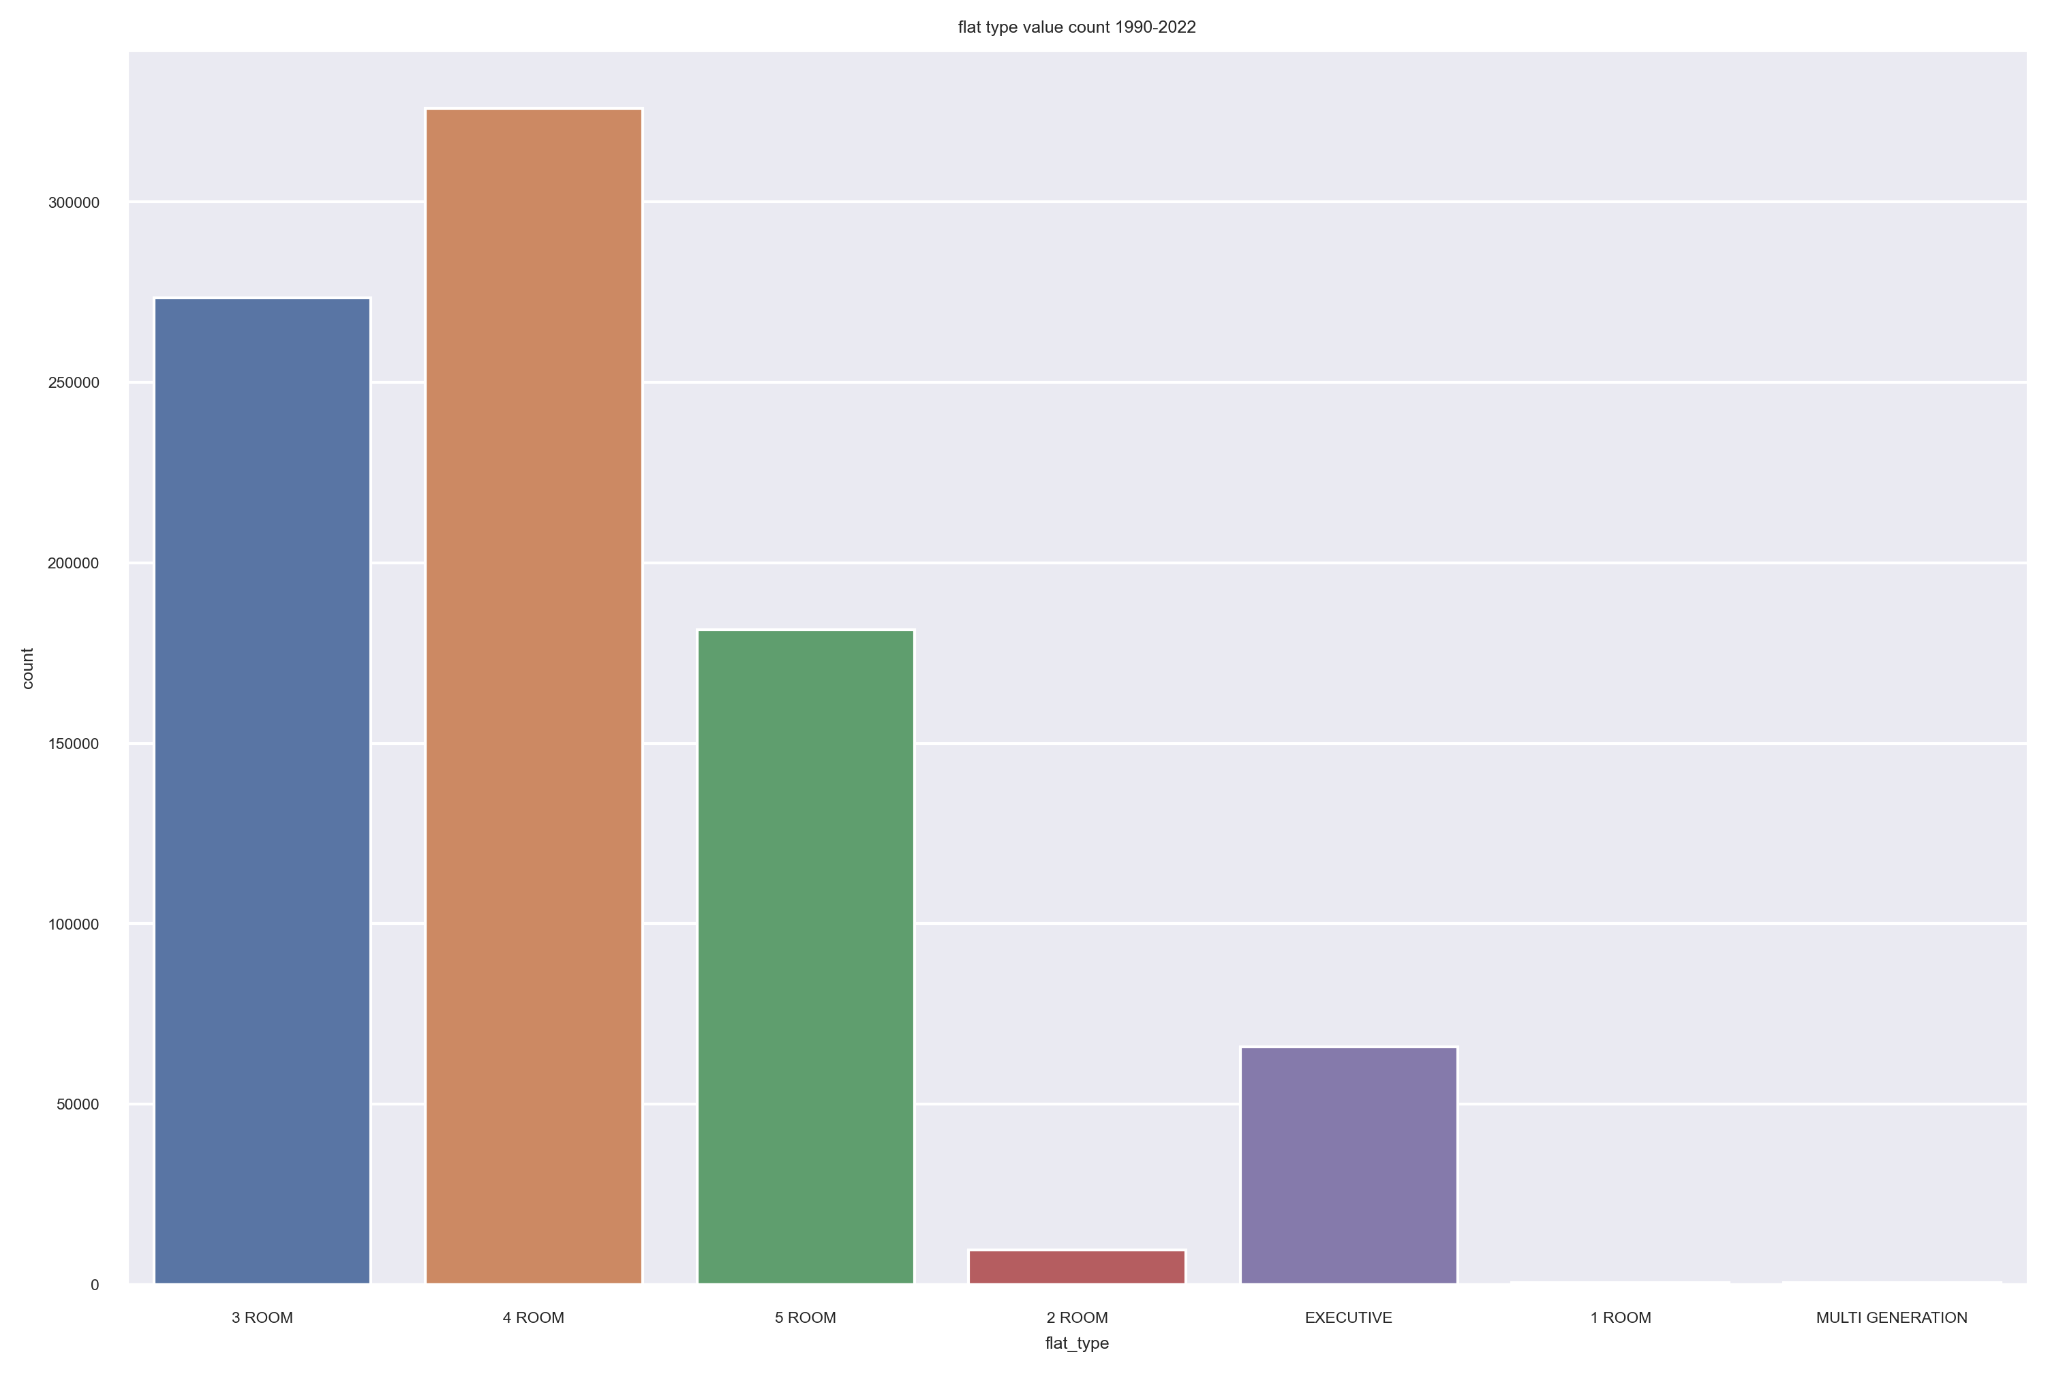 flat type value count 1990-2022
300000
250000
200000
150000
100000
50000
0
count
3 ROOM
4 ROOM
5 ROOM
2 ROOM
EXECUTIVE
1 ROOM
MULTI GENERATION
flat_type